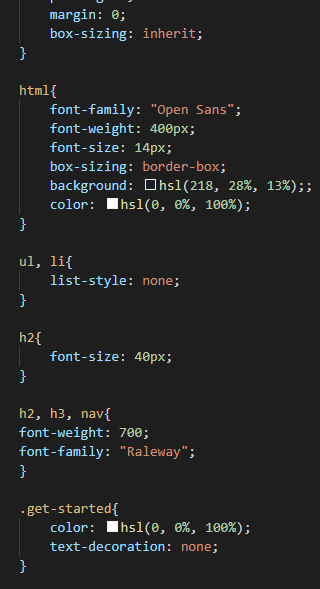 margin: 0;
box-sizing: inherit;
}
html{
font-family: "Open Sans";
font-weight: 400px;
font-size: 14px;
box-sizing: border-box;
background: hsl(218, 28%, 13%);;
color: hsl(0, 0%, 100%);
}
ul, li{
list-style: none;
}
h2{
font-size: 40px;
}
h2, h3, nav{
font-weight: 700;
font-family: "Raleway";
}
.get-started{
color: hsl(0, 0%, 100%);
text-decoration: none;
}